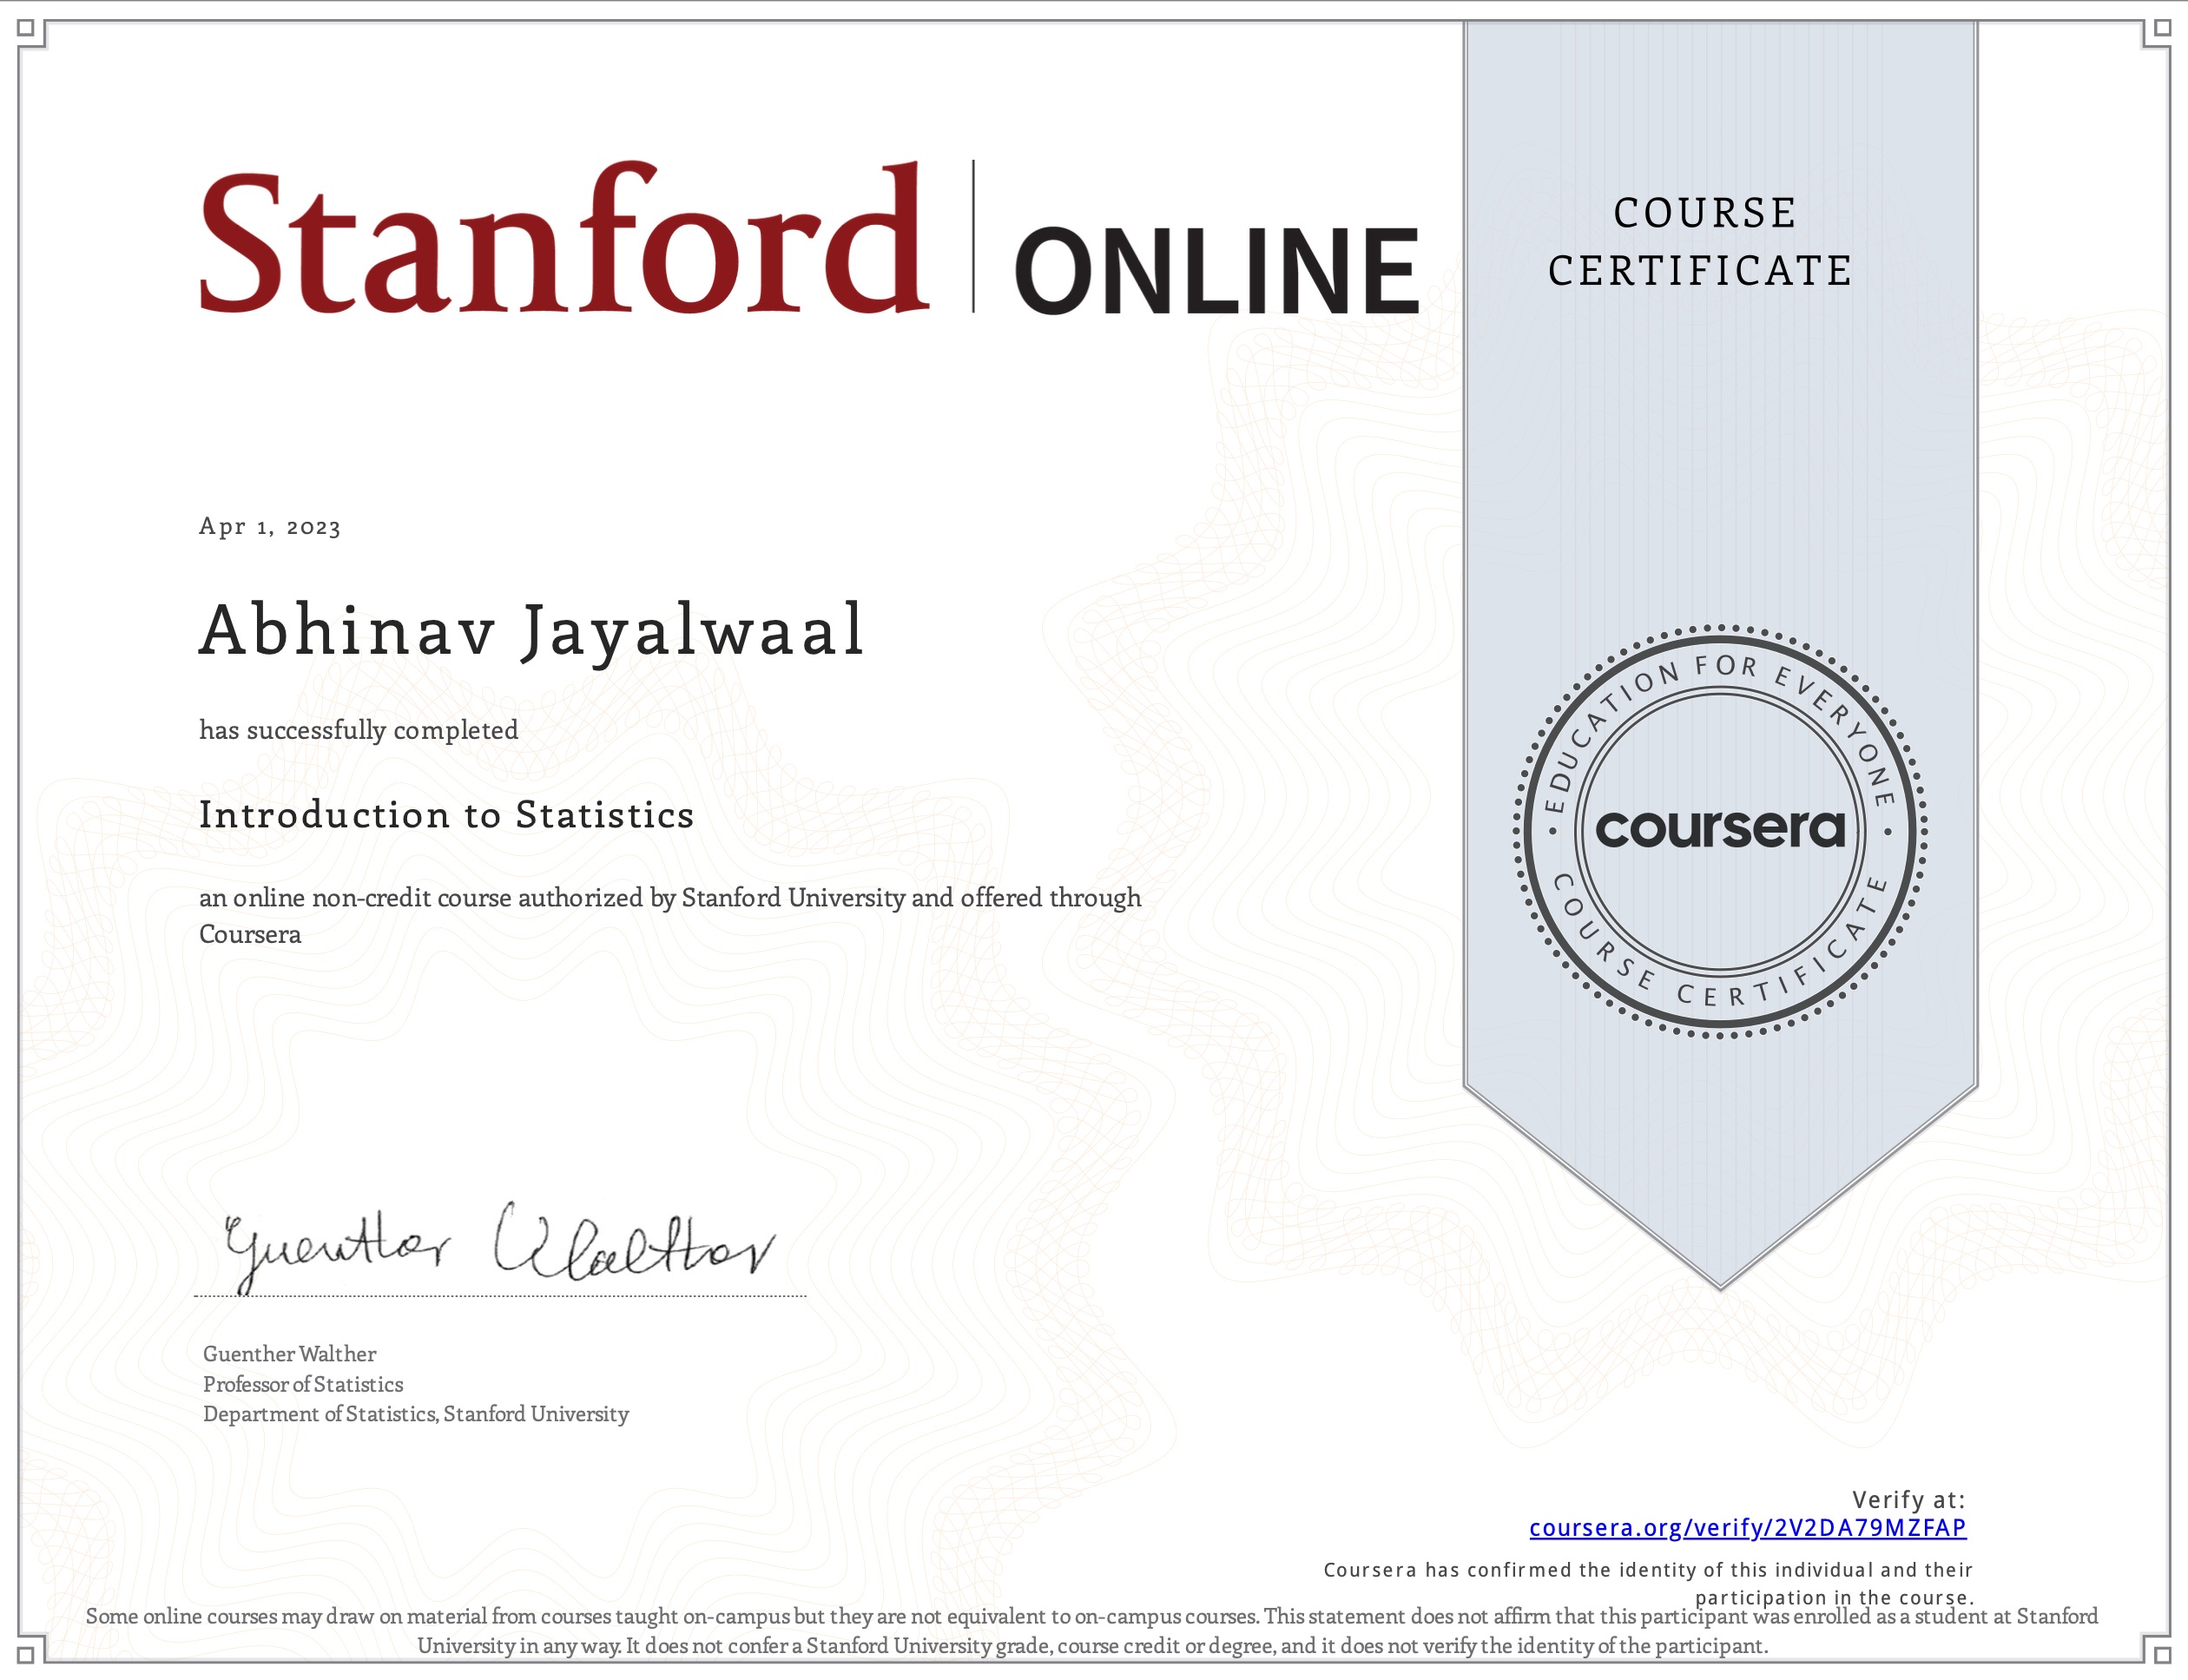 Stanford | ONLINE
COURSE
CERTIFICATE
Apr 1, 2023
Abhinav Jayalwaal
has successfully completed
Introduction to Statistics
an online non-credit course authorized by Stanford University and offered through
Coursera
EDUCATION FOR EVERYONE
coursera
COURSE CERTIFICATE
Guenther Walther
Guenther Walther
Professor of Statistics
Department of Statistics, Stanford University
Verify at:
coursera.org/verify/2V2DA79MZFAP
Coursera has confirmed the identity of this individual and their
participation in the course.
Some online courses may draw on material from courses taught on-campus but they are not equivalent to on-campus courses. This statement does not affirm that this participant was enrolled as a student at Stanford
University in any way. It does not confer a Stanford University grade, course credit or degree, and it does not verify the identity of the participant.